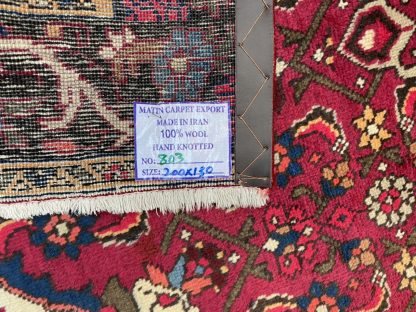 MATIN CARPET EXPORT
MADE IN IRAN
100% WOOL
HAND KNOTTED
NO: 303
SIZE: 200X130